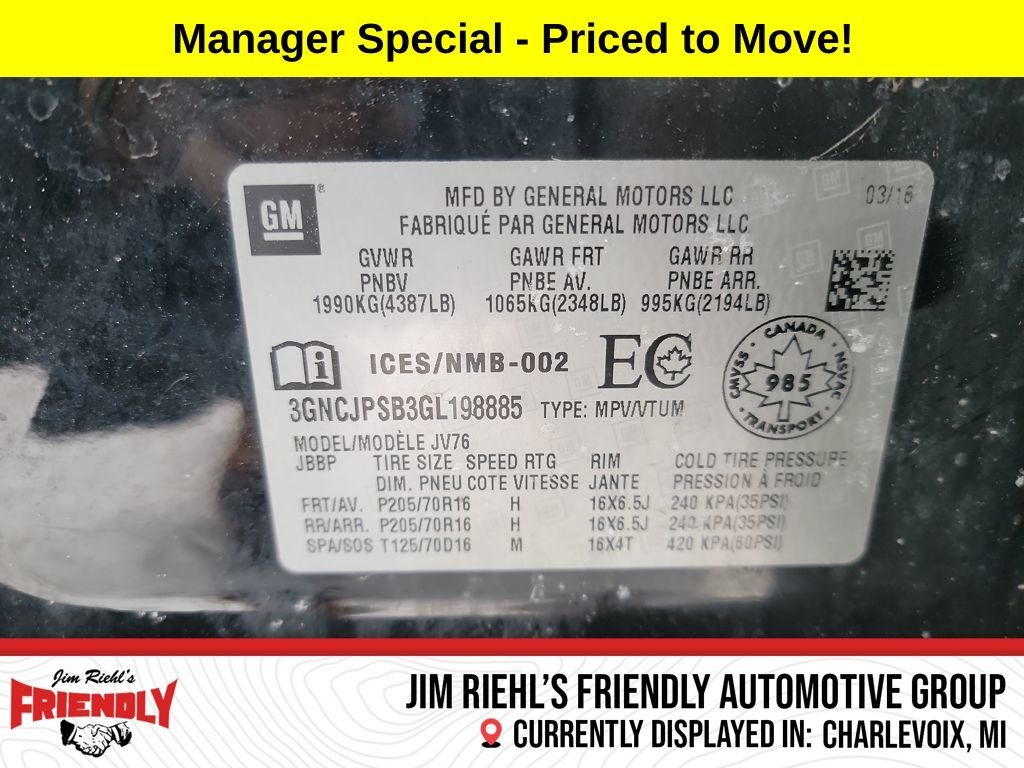 Manager Special - Priced to Move!
GM®
MFD BY GENERAL MOTORS LLC 03/16
FABRIQUÉ PAR GENERAL MOTORS LLC
GVWR GAWR FRT GAWR RR
PNBV PNBE AV. PNBE ARR.
1990KG(4387LB) 1065KG(2348LB) 995KG(2194LB)
i ICES/NMB-002 EC
CANADA
CMVSS 985 NSVAC
TRANSPORT
3GNCJPSB3GL198885 TYPE: MPV/VTUM
MODEL/MODÈLE JV76
JBBP TIRE SIZE SPEED RTG RIM COLD TIRE PRESSURE
DIM. PNEU COTE VITESSE JANTE PRESSION À FROID
FRT/AV. P205/70R16 H 16X6.5J 240 KPA(35PSI)
RR/ARR. P205/70R16 H 16X6.5J 240 KPA(35PSI)
SPA/SOS T125/70D16 M 16X4T 420 KPA(60PSI)
Jim Riehl's
FRIENDLY
JIM RIEHL'S FRIENDLY AUTOMOTIVE GROUP
CURRENTLY DISPLAYED IN: CHARLEVOIX, MI